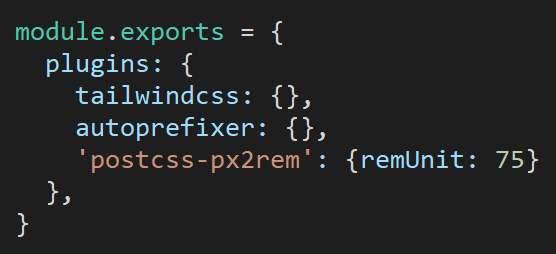 module.exports = {
  plugins: {
    tailwindcss: {},
    autoprefixer: {},
    'postcss-px2rem': {remUnit: 75}
  },
}